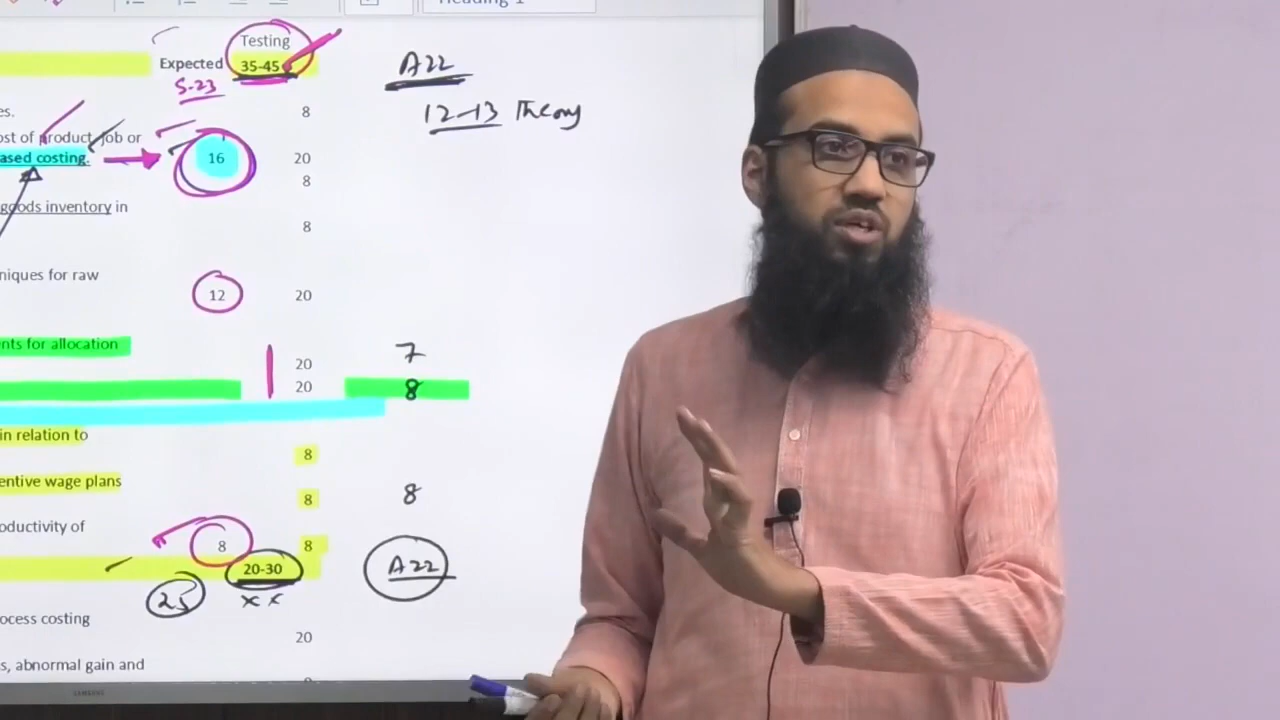 Heading 1
Testing
Expected 35-45
A22
S-23
12-13 Theory
es. 8
ost of product, job or
ased costing. 16 20
8
goods inventory in
8
niques for raw
12 20
nts for allocation 7
20
20 8
in relation to
8
entive wage plans
8 8
oductivity of
8 8
20-30 A22
25 x x
ocess costing
20
s, abnormal gain and
SAMSUNG